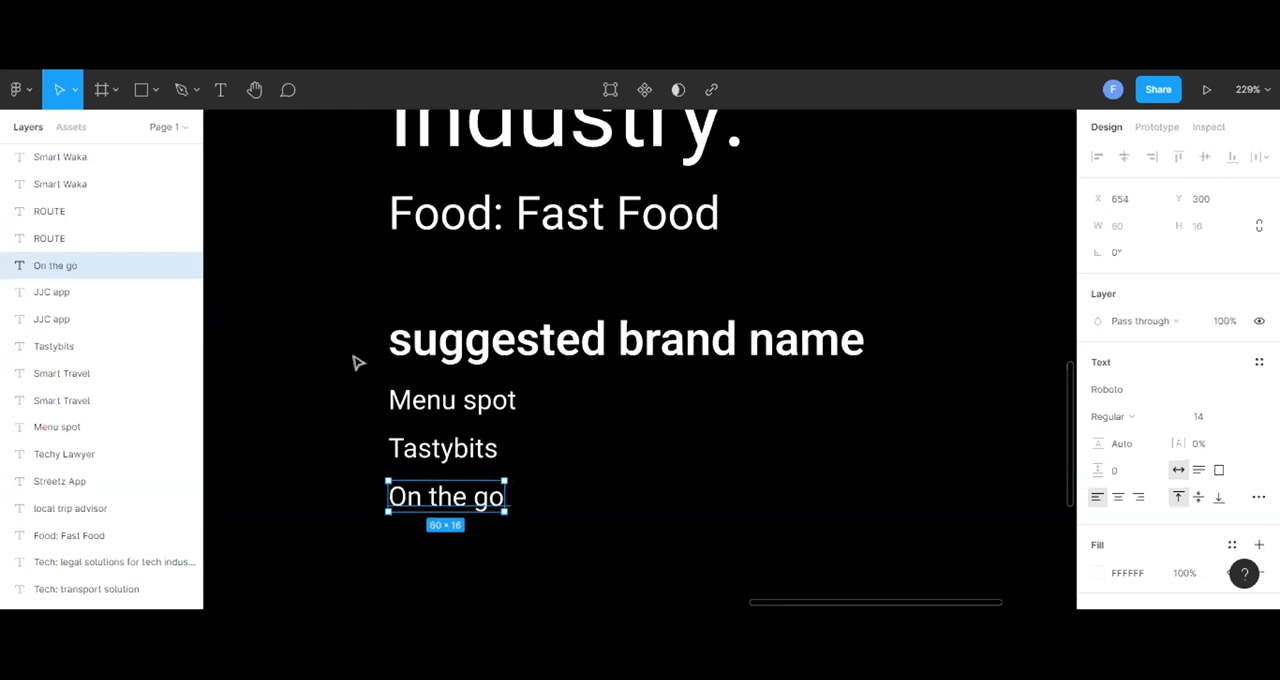 F
Share
229%
Layers
Assets
Page 1
Smart Waka
Smart Waka
ROUTE
ROUTE
On the go
JJC app
JJC app
Tastybits
Smart Travel
Smart Travel
Menu spot
Techy Lawyer
Streetz App
local trip advisor
Food: Fast Food
Tech: legal solutions for tech indus...
Tech: transport solution
Industry:
Food: Fast Food
suggested brand name
Menu spot
Tastybits
On the go
60 × 16
Design
Prototype
Inspect
X 654
Y 300
W 60
H 16
0°
Layer
Pass through
100%
Text
Roboto
Regular
14
A Auto
|A| 0%
0
Fill
FFFFFF
100%
?